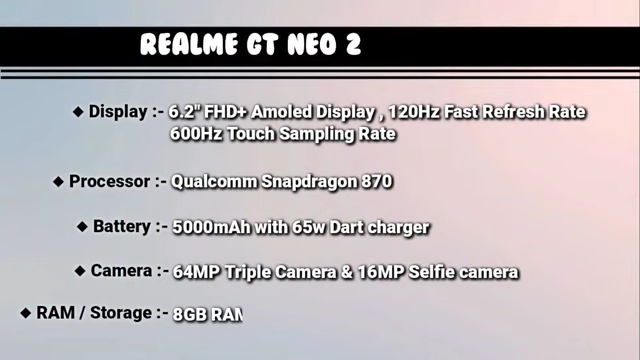 REALME GT NEO 2
◆ Display :- 6.2" FHD+ Amoled Display , 120Hz Fast Refresh Rate
600Hz Touch Sampling Rate
◆ Processor :- Qualcomm Snapdragon 870
◆ Battery :- 5000mAh with 65w Dart charger
◆ Camera :- 64MP Triple Camera & 16MP Selfie camera
◆ RAM / Storage :- 8GB RAM